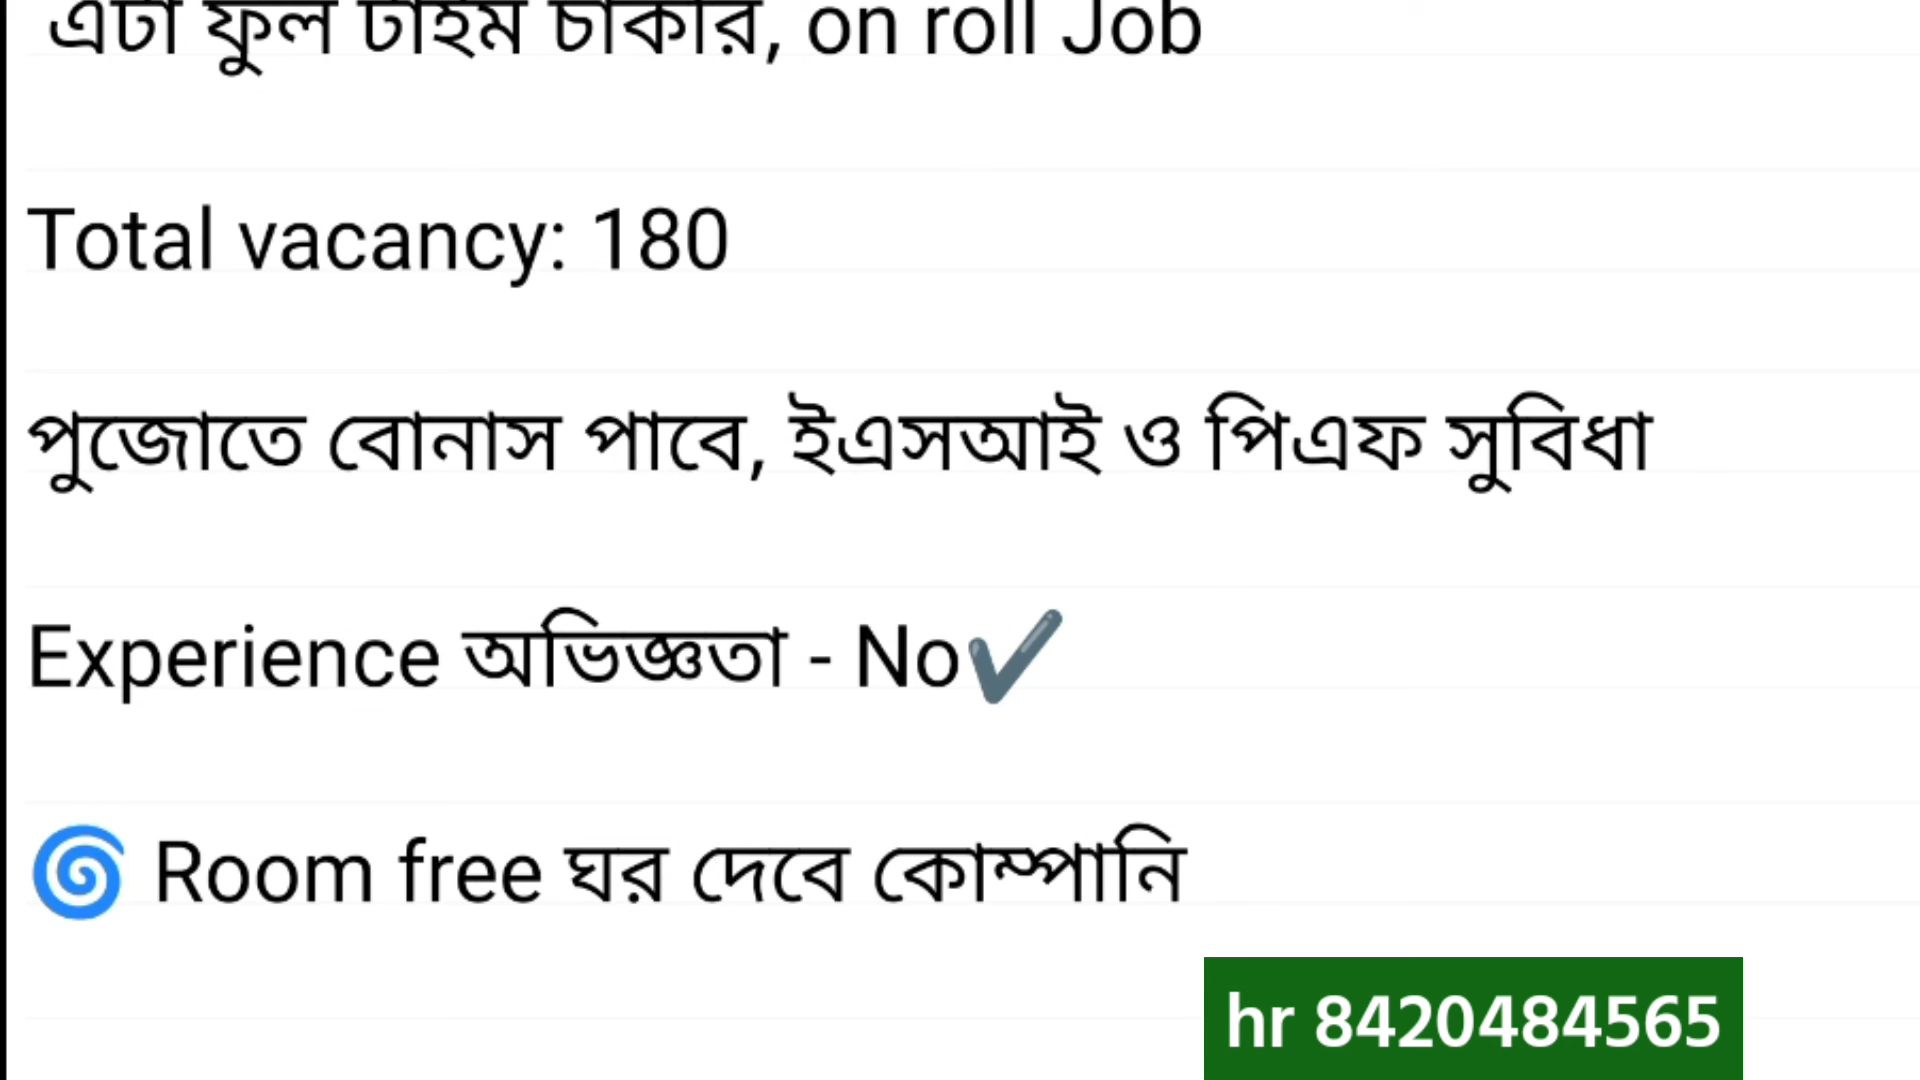 এটা ফুল টাইম চাকরি, on roll Job
Total vacancy: 180
পুজোতে বোনাস পাবে, ইএসআই ও পিএফ সুবিধা
Experience অভিজ্ঞতা - No✔️
🌀 Room free ঘর দেবে কোম্পানি
hr 8420484565